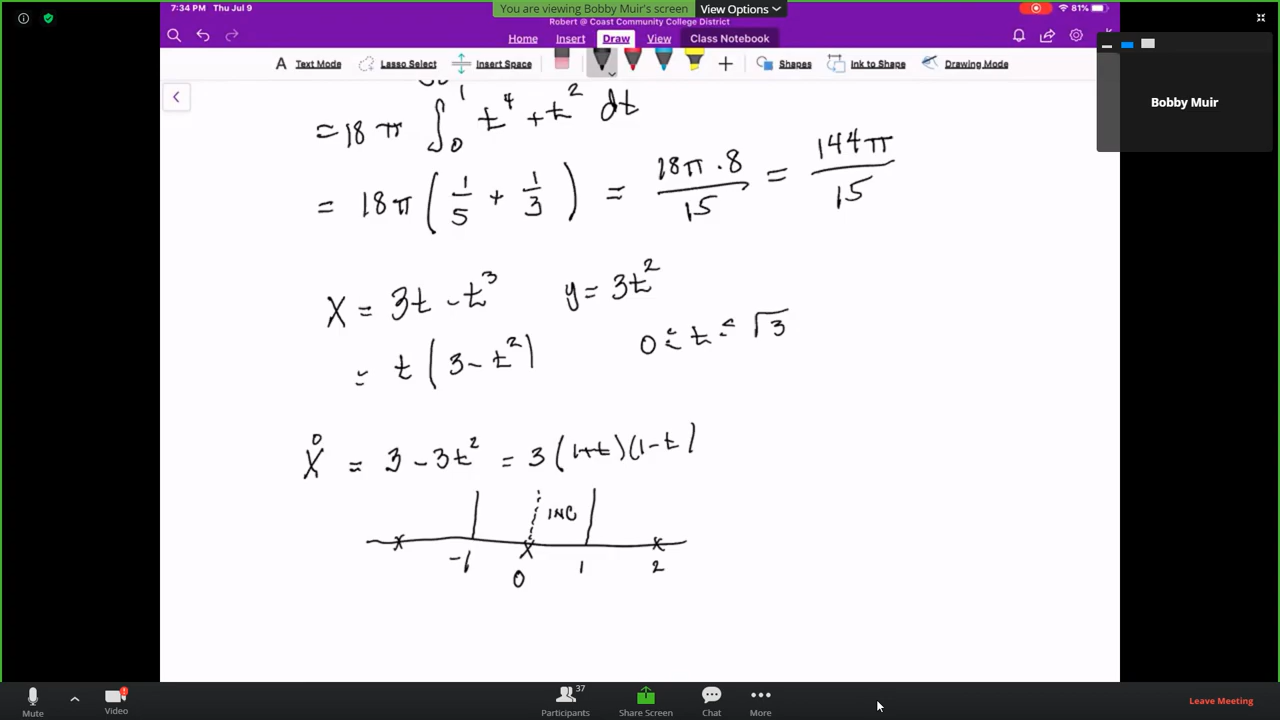 You are viewing Bobby Muir's screen View Options
7:34 PM Thu Jul 9
Robert @ Coast Community College District
81%
Home Insert Draw View Class Notebook
Text Mode Lasso Select Insert Space Shapes Ink to Shape Drawing Mode
Bobby Muir
= 18 π ∫₀¹ t⁴ + t² dt
= 18π (1/5 + 1/3) = 18π · 8 / 15 = 144π / 15
X = 3t - t³ y = 3t²
= t (3 - t²) 0 ≤ t ≤ √3
Ẋ = 3 - 3t² = 3 (1+t)(1-t)
INC
-1 0 1 2
37
Mute Video Participants Share Screen Chat More Leave Meeting